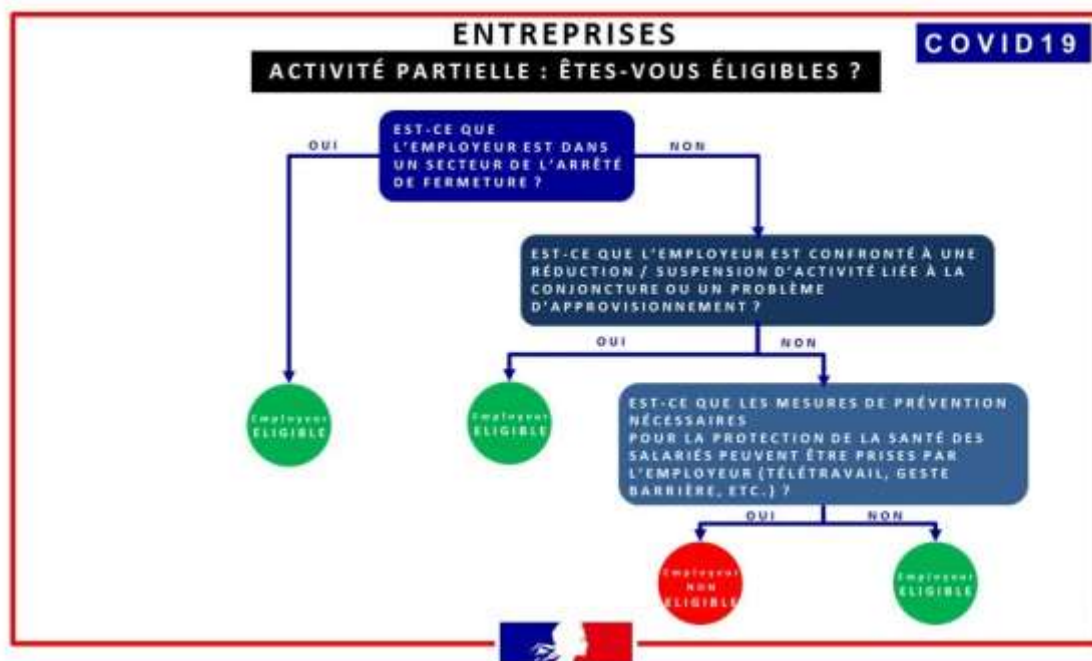 ENTREPRISES
COVID19
ACTIVITÉ PARTIELLE : ÊTES-VOUS ÉLIGIBLES ?
EST-CE QUE
L'EMPLOYEUR EST DANS
UN SECTEUR DE L'ARRÊTÉ
DE FERMETURE ?
OUI
NON
EST-CE QUE L'EMPLOYEUR EST CONFRONTÉ À UNE
RÉDUCTION / SUSPENSION D'ACTIVITÉ LIÉE À LA
CONJONCTURE OU UN PROBLÈME
D'APPROVISIONNEMENT ?
OUI
NON
Employeur
ELIGIBLE
Employeur
ELIGIBLE
EST-CE QUE LES MESURES DE PRÉVENTION
NÉCESSAIRES
POUR LA PROTECTION DE LA SANTÉ DES
SALARIÉS PEUVENT ÊTRE PRISES PAR
L'EMPLOYEUR (TÉLÉTRAVAIL, GESTE
BARRIÈRE, ETC.) ?
OUI
NON
Employeur
NON
ELIGIBLE
Employeur
ELIGIBLE